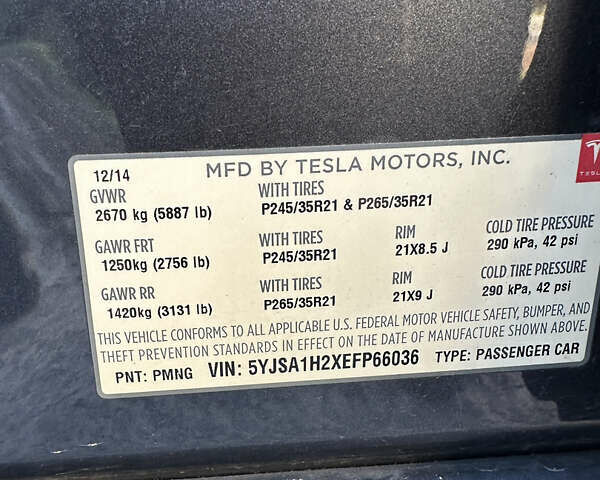 12/14 MFD BY TESLA MOTORS, INC.
TESLA
GVWR WITH TIRES
2670 kg (5887 lb) P245/35R21 & P265/35R21
GAWR FRT WITH TIRES RIM COLD TIRE PRESSURE
1250kg (2756 lb) P245/35R21 21X8.5 J 290 kPa, 42 psi
GAWR RR WITH TIRES RIM COLD TIRE PRESSURE
1420kg (3131 lb) P265/35R21 21X9 J 290 kPa, 42 psi
THIS VEHICLE CONFORMS TO ALL APPLICABLE U.S. FEDERAL MOTOR VEHICLE SAFETY, BUMPER, AND
THEFT PREVENTION STANDARDS IN EFFECT ON THE DATE OF MANUFACTURE SHOWN ABOVE.
PNT: PMNG VIN: 5YJSA1H2XEFP66036 TYPE: PASSENGER CAR